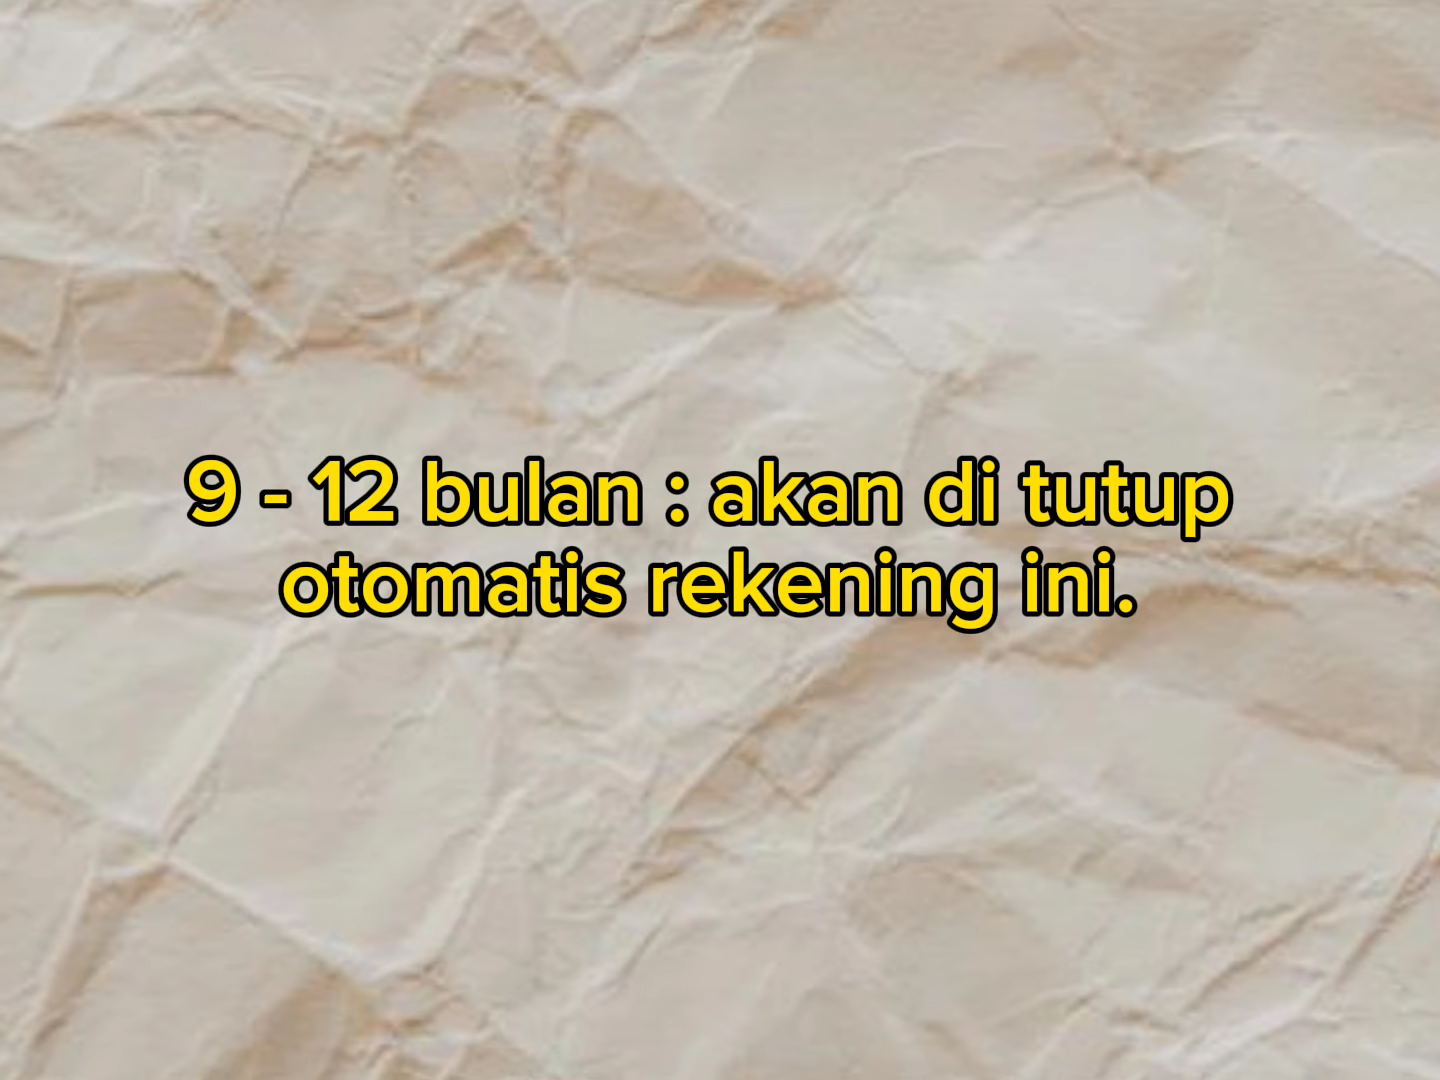 9 - 12 bulan : akan di tutup
otomatis rekening ini.